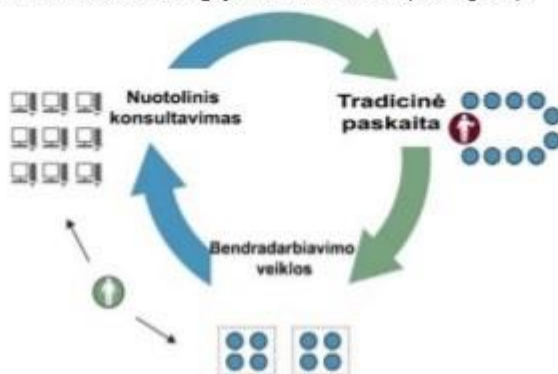 Nuotolinis
konsultavimas
Tradicinė
paskaita
Bendradarbiavimo
veiklos